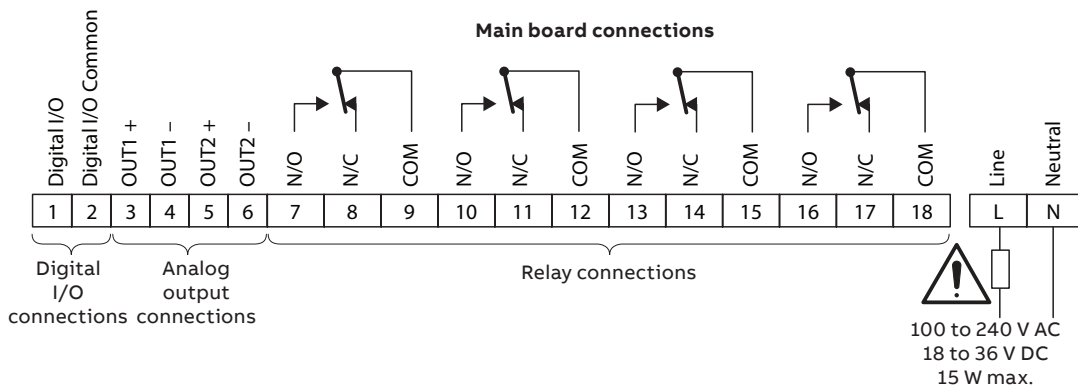 Main board connections
Digital I/O
Digital I/O Common
OUT1 +
OUT1 –
OUT2 +
OUT2 –
N/O
N/C
COM
N/O
N/C
COM
N/O
N/C
COM
N/O
N/C
COM
Line
Neutral
1 2 3 4 5 6 7 8 9 10 11 12 13 14 15 16 17 18 L N
Digital
I/O
connections
Analog
output
connections
Relay connections
!
100 to 240 V AC
18 to 36 V DC
15 W max.